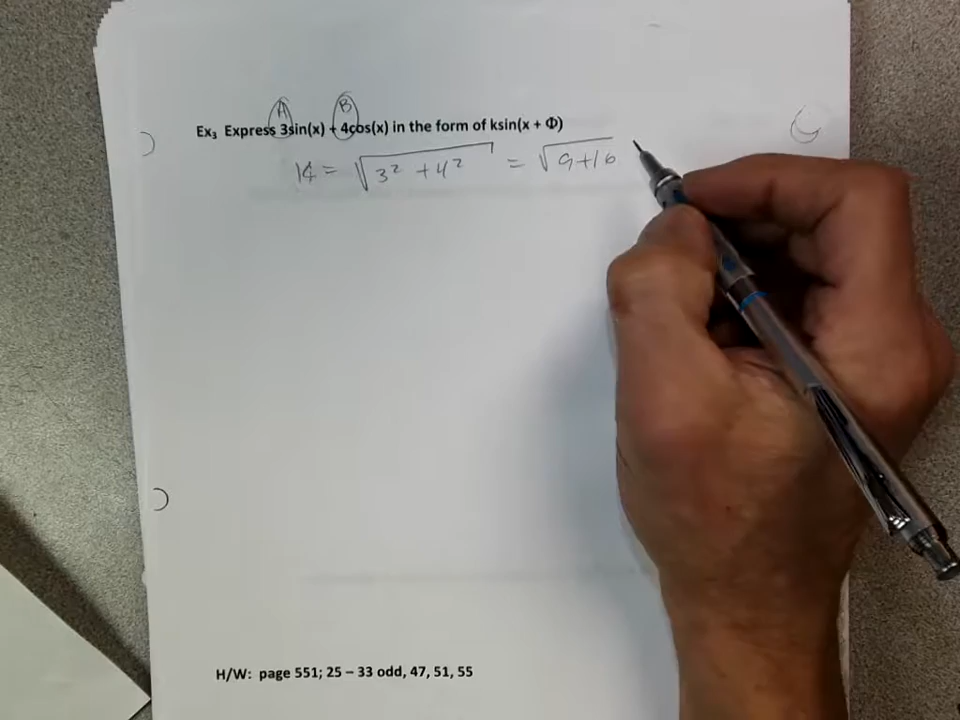 A B
Ex₃ Express 3sin(x) + 4cos(x) in the form of ksin(x + Φ)
K = √3² + 4² = √9+16
H/W: page 551; 25 – 33 odd, 47, 51, 55